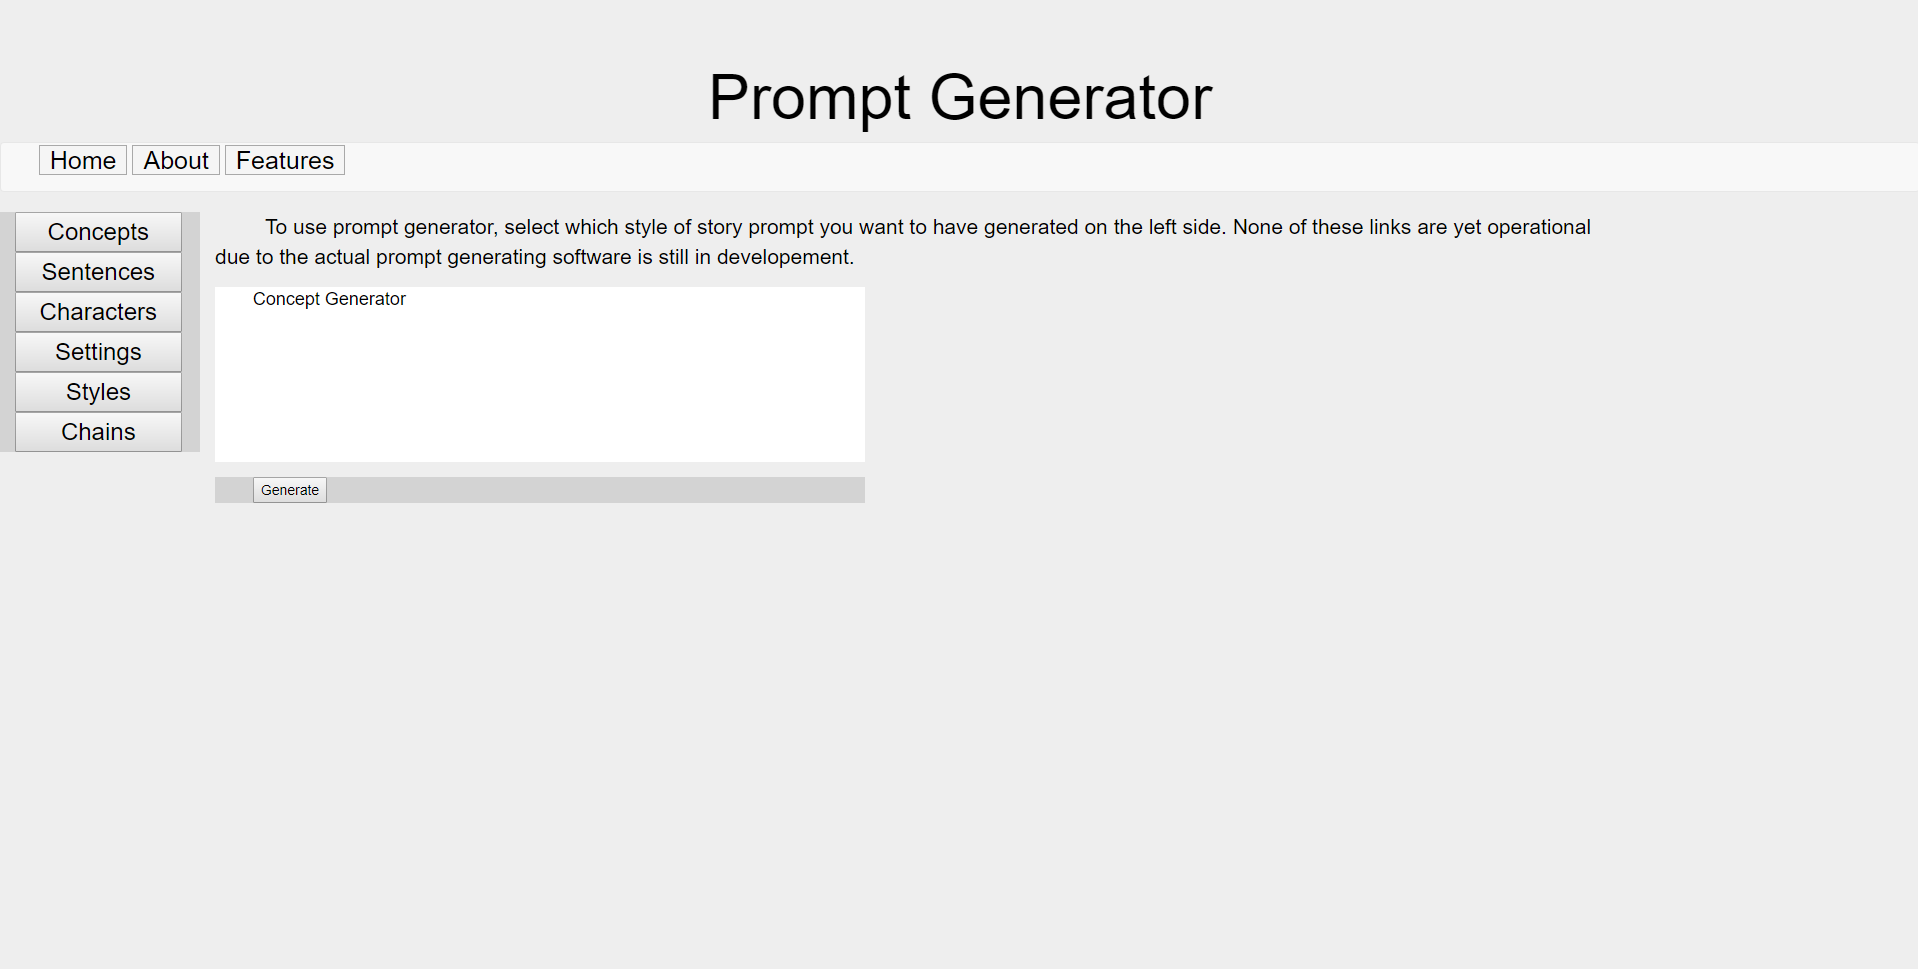 Prompt Generator
Home About Features
Concepts
Sentences
Characters
Settings
Styles
Chains
To use prompt generator, select which style of story prompt you want to have generated on the left side. None of these links are yet operational
due to the actual prompt generating software is still in developement.
Concept Generator
Generate